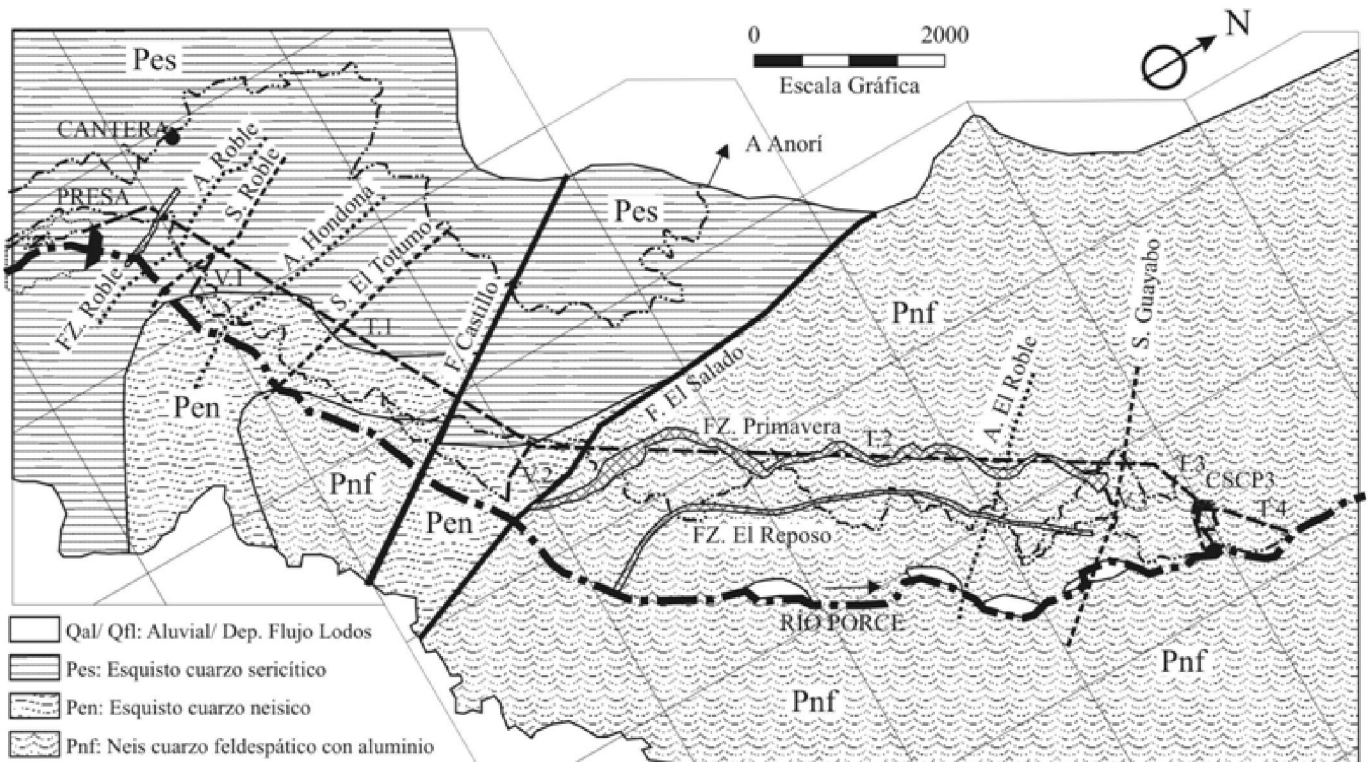 0 2000
Escala Gráfica
N
Pes
CANTERA
PRESA
A. Roble
S. Roble
A. Hondona
S. El Totumo
FZ. Roble
V.1
T.1
F. Castillo
A Anorí
Pes
F. El Salado
Pnf
S. Guayabo
A. El Roble
FZ. Primavera
T.2
T.3
CSCP3
T.4
V.2
Pen
Pnf
Pen
FZ. El Reposo
RÍO PORCE
Pnf
Pnf
Qal/ Qfl: Aluvial/ Dep. Flujo Lodos
Pes: Esquisto cuarzo sericítico
Pen: Esquisto cuarzo neisico
Pnf: Neis cuarzo feldespático con aluminio